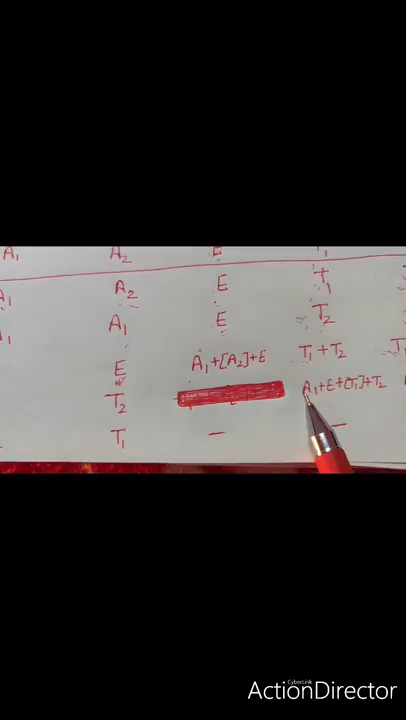 A1 A2 E T1
A1 A2 E T1
A1 A1 E T2
E A1+[A2]+E T1+T2 T1
T2 A1+E+[T1]+T2
T1 - -
CyberLink
ActionDirector